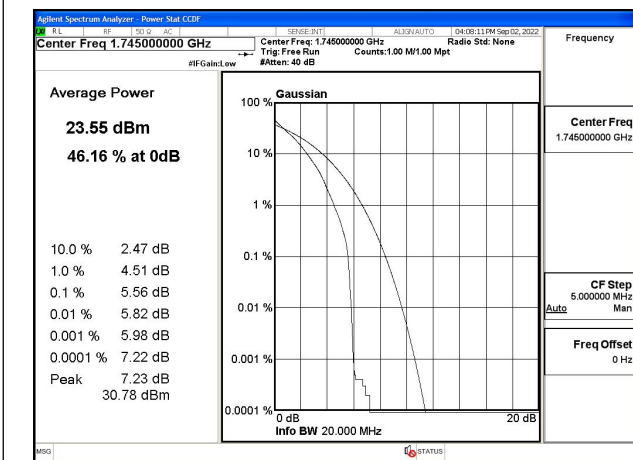 Agilent Spectrum Analyzer - Power Stat CCDF
RL RF 50 Ω AC SENSE:INT ALIGN AUTO 04:08:11 PM Sep 02, 2022
Center Freq 1.745000000 GHz
Center Freq: 1.745000000 GHz Radio Std: None
Trig: Free Run Counts:1.00 M/1.00 Mpt
#IFGain:Low #Atten: 40 dB
Frequency
Average Power
23.55 dBm
46.16 % at 0dB
10.0 % 2.47 dB
1.0 % 4.51 dB
0.1 % 5.56 dB
0.01 % 5.82 dB
0.001 % 5.98 dB
0.0001 % 7.22 dB
Peak 7.23 dB
30.78 dBm
Gaussian
100 %
10 %
1 %
0.1 %
0.01 %
0.001 %
0.0001 %
0 dB 20 dB
Info BW 20.000 MHz
Center Freq
1.745000000 GHz
CF Step
5.000000 MHz
Auto Man
Freq Offset
0 Hz
MSG STATUS